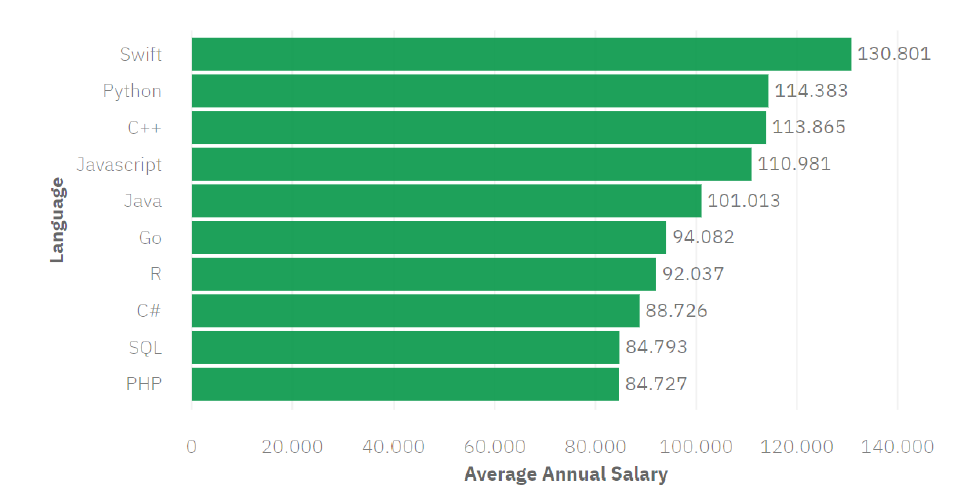 Language
Swift 130.801
Python 114.383
C++ 113.865
Javascript 110.981
Java 101.013
Go 94.082
R 92.037
C# 88.726
SQL 84.793
PHP 84.727
0 20.000 40.000 60.000 80.000 100.000 120.000 140.000
Average Annual Salary